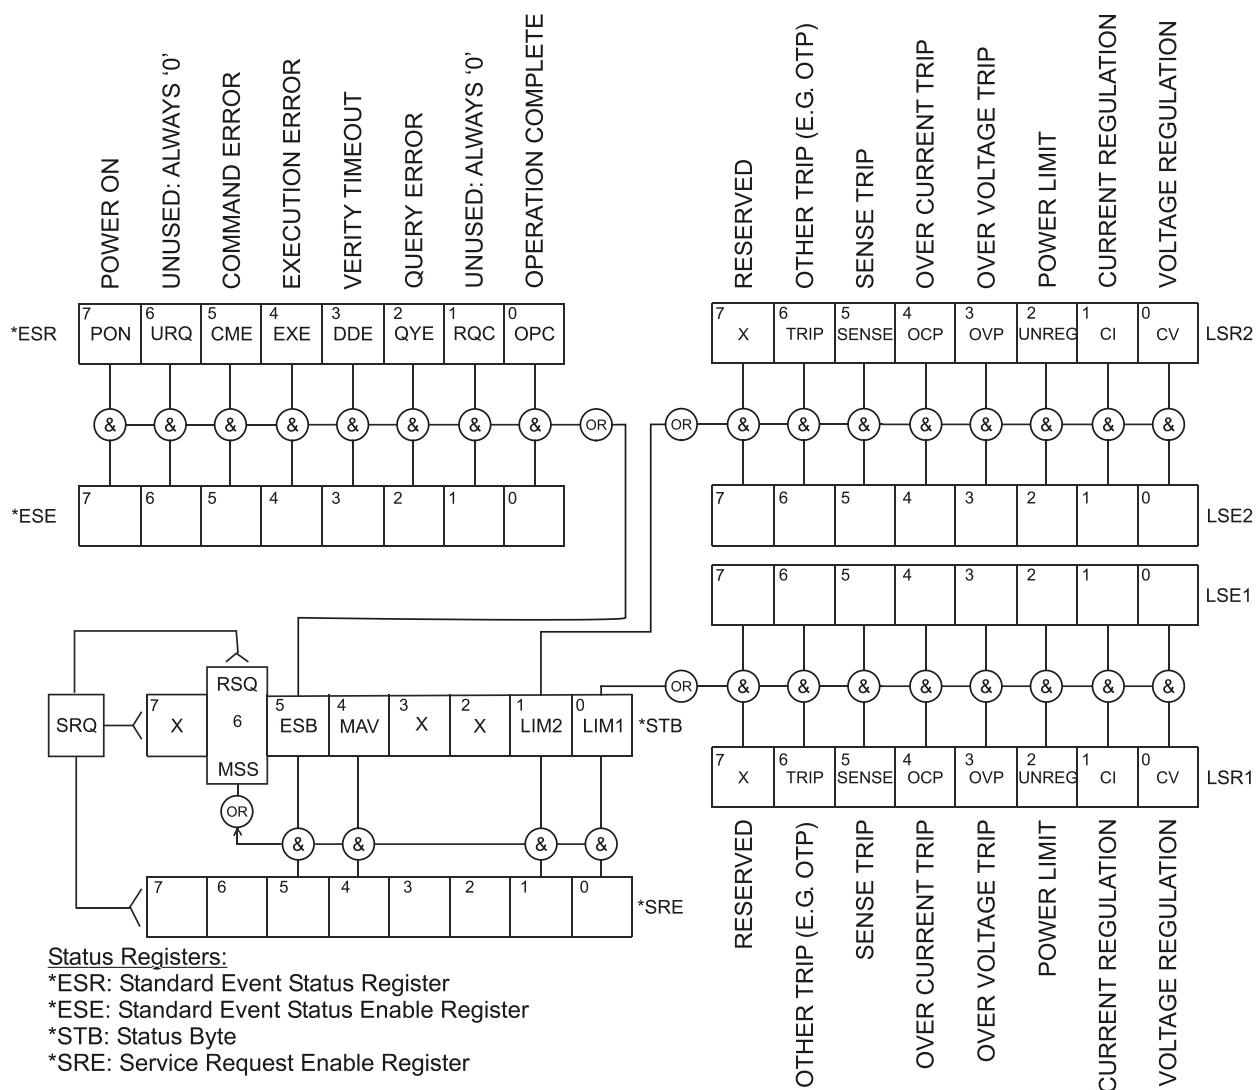 POWER ON
UNUSED: ALWAYS ‘0’
COMMAND ERROR
EXECUTION ERROR
VERITY TIMEOUT
QUERY ERROR
UNUSED: ALWAYS ‘0’
OPERATION COMPLETE
*ESR
7 6 5 4 3 2 1 0
PON URQ CME EXE DDE QYE RQC OPC
& & & & & & & & OR
*ESE
7 6 5 4 3 2 1 0
RESERVED
OTHER TRIP (E.G. OTP)
SENSE TRIP
OVER CURRENT TRIP
OVER VOLTAGE TRIP
POWER LIMIT
CURRENT REGULATION
VOLTAGE REGULATION
7 6 5 4 3 2 1 0
X TRIP SENSE OCP OVP UNREG CI CV
LSR2
OR & & & & & & & &
7 6 5 4 3 2 1 0
LSE2
7 6 5 4 3 2 1 0
LSE1
OR & & & & & & & &
7 6 5 4 3 2 1 0
X TRIP SENSE OCP OVP UNREG CI CV
LSR1
RESERVED
OTHER TRIP (E.G. OTP)
SENSE TRIP
OVER CURRENT TRIP
OVER VOLTAGE TRIP
POWER LIMIT
CURRENT REGULATION
VOLTAGE REGULATION
SRQ
RSQ
7 6 5 4 3 2 1 0
X ESB MAV X X LIM2 LIM1
*STB
MSS
OR
& & & &
7 6 5 4 3 2 1 0
*SRE
Status Registers:
*ESR: Standard Event Status Register
*ESE: Standard Event Status Enable Register
*STB: Status Byte
*SRE: Service Request Enable Register